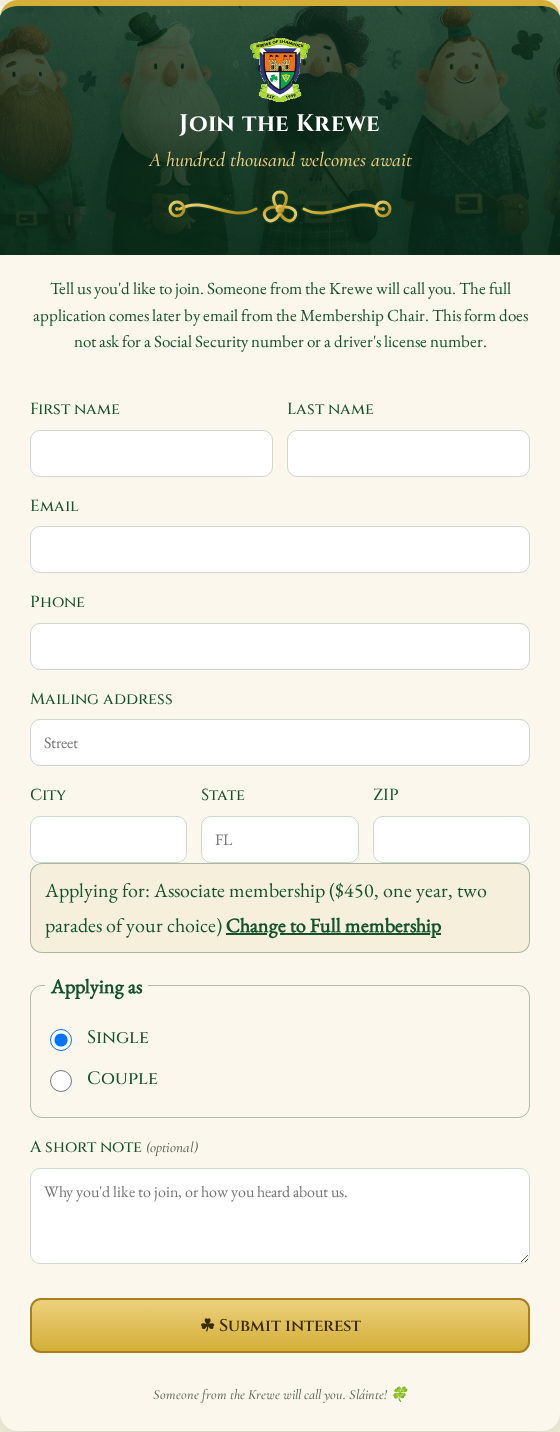 KREWE OF SHAMROCK
EST. 1999
Join the Krewe
A hundred thousand welcomes await
Tell us you'd like to join. Someone from the Krewe will call you. The full
application comes later by email from the Membership Chair. This form does
not ask for a Social Security number or a driver's license number.
First name
Last name
Email
Phone
Mailing address
Street
City
State
ZIP
FL
Applying for: Associate membership ($450, one year, two
parades of your choice) Change to Full membership
Applying as
Single
Couple
A short note (optional)
Why you'd like to join, or how you heard about us.
☘ Submit interest
Someone from the Krewe will call you. Sláinte! 🍀